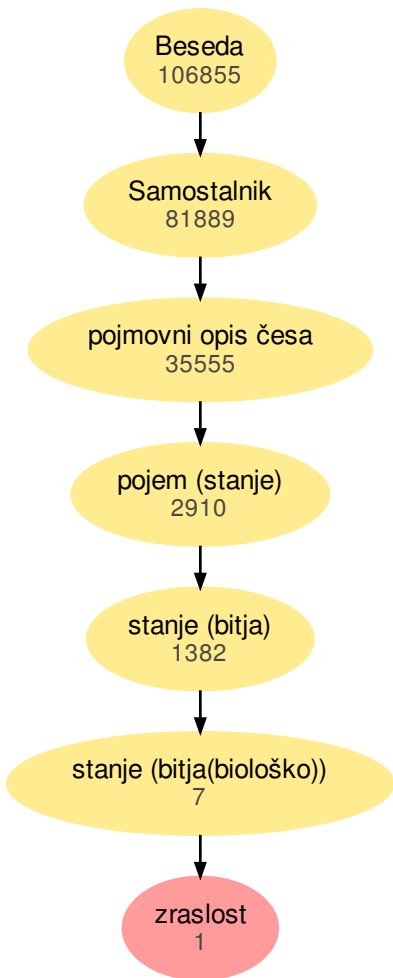 Beseda
106855
Samostalnik
81889
pojmovni opis česa
35555
pojem (stanje)
2910
stanje (bitja)
1382
stanje (bitja(biološko))
7
zraslost
1